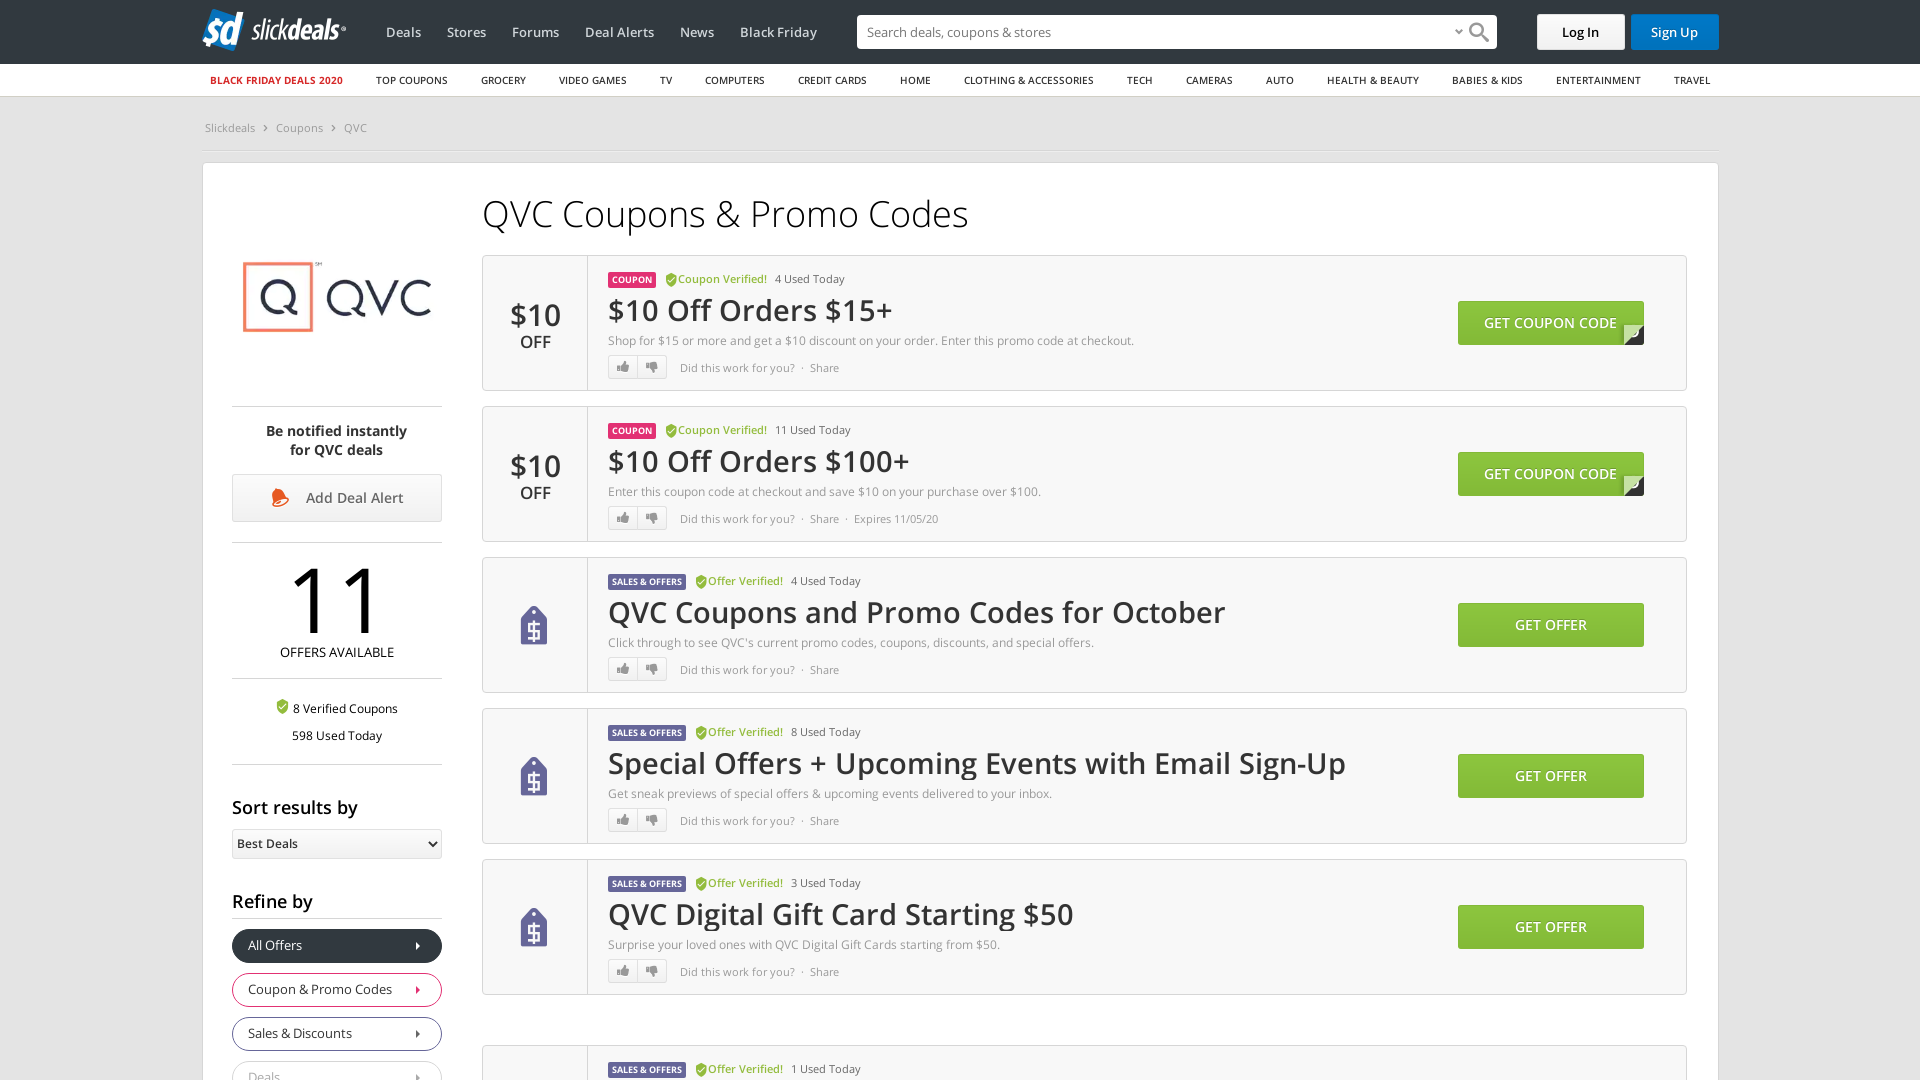 sd slickdeals
Deals Stores Forums Deal Alerts News Black Friday Search deals, coupons & stores Log In Sign Up
BLACK FRIDAY DEALS 2020 TOP COUPONS GROCERY VIDEO GAMES TV COMPUTERS CREDIT CARDS HOME CLOTHING & ACCESSORIES TECH CAMERAS AUTO HEALTH & BEAUTY BABIES & KIDS ENTERTAINMENT TRAVEL
Slickdeals > Coupons > QVC
Q QVC
SM
Be notified instantly
for QVC deals
Add Deal Alert
11
OFFERS AVAILABLE
8 Verified Coupons
598 Used Today
Sort results by
Best Deals
Refine by
All Offers
Coupon & Promo Codes
Sales & Discounts
Deals
QVC Coupons & Promo Codes
$10
OFF
COUPON Coupon Verified! 4 Used Today
$10 Off Orders $15+
Shop for $15 or more and get a $10 discount on your order. Enter this promo code at checkout.
Did this work for you? · Share
GET COUPON CODE
$10
OFF
COUPON Coupon Verified! 11 Used Today
$10 Off Orders $100+
Enter this coupon code at checkout and save $10 on your purchase over $100.
Did this work for you? · Share · Expires 11/05/20
GET COUPON CODE
$
SALES & OFFERS Offer Verified! 4 Used Today
QVC Coupons and Promo Codes for October
Click through to see QVC's current promo codes, coupons, discounts, and special offers.
Did this work for you? · Share
GET OFFER
$
SALES & OFFERS Offer Verified! 8 Used Today
Special Offers + Upcoming Events with Email Sign-Up
Get sneak previews of special offers & upcoming events delivered to your inbox.
Did this work for you? · Share
GET OFFER
$
SALES & OFFERS Offer Verified! 3 Used Today
QVC Digital Gift Card Starting $50
Surprise your loved ones with QVC Digital Gift Cards starting from $50.
Did this work for you? · Share
GET OFFER
SALES & OFFERS Offer Verified! 1 Used Today